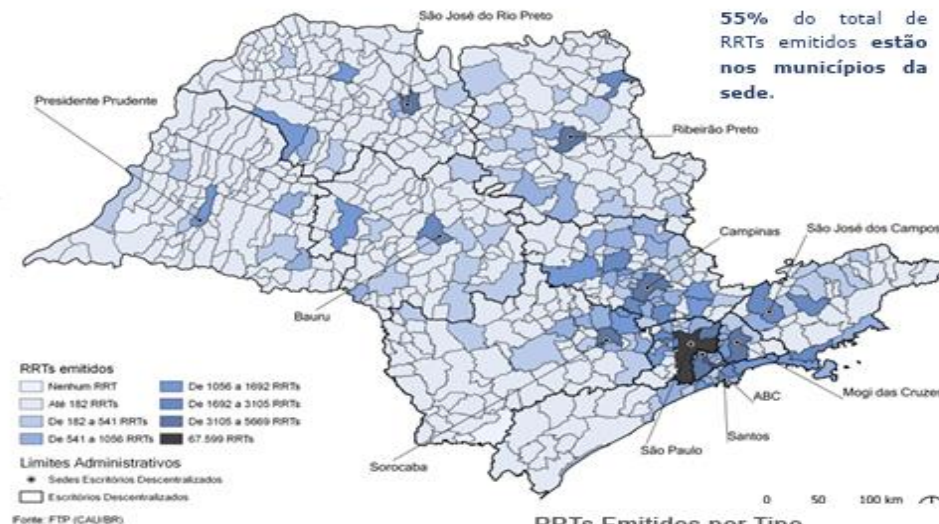 São José do Rio Preto
55% do total de
RRTs emitidos estão
nos municípios da
sede.
Presidente Prudente
Ribeirão Preto
Campinas
São José dos Campos
Bauru
RRTs emitidos
Nenhum RRT
De 1056 a 1692 RRTs
Até 182 RRTs
De 1692 a 3105 RRTs
De 182 a 541 RRTs
De 3105 a 5669 RRTs
De 541 a 1056 RRTs
67.599 RRTs
Mogi das Cruzes
ABC
Santos
São Paulo
Sorocaba
Limites Administrativos
Sedes Escritórios Descentralizados
Escritórios Descentralizados
0 50 100 km
Fonte: FTP (CAU/BR)
RRTs Emitidos por Tipo